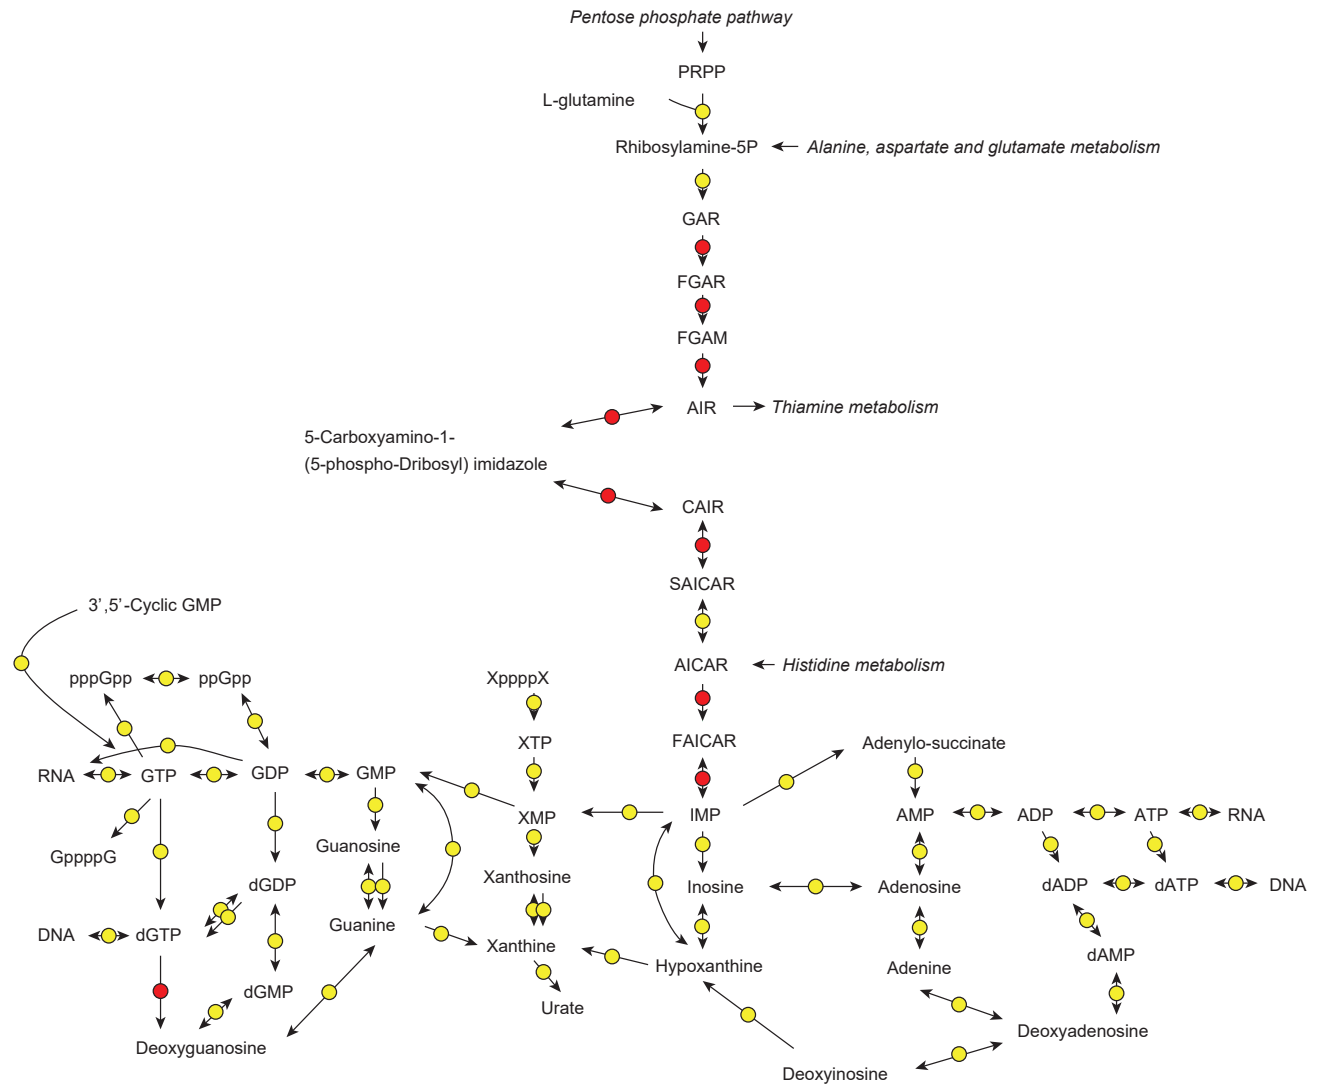 Pentose phosphate pathway
PRPP
L-glutamine
Rhibosylamine-5P
Alanine, aspartate and glutamate metabolism
GAR
FGAR
FGAM
AIR
Thiamine metabolism
5-Carboxyamino-1-
(5-phospho-Dribosyl) imidazole
CAIR
SAICAR
3',5'-Cyclic GMP
AICAR
Histidine metabolism
pppGpp
ppGpp
XppppX
XTP
FAICAR
Adenylo-succinate
RNA
GTP
GDP
GMP
XMP
IMP
AMP
ADP
ATP
RNA
GppppG
Guanosine
dGDP
Xanthosine
Inosine
Adenosine
dADP
dATP
DNA
Guanine
DNA
dGTP
Xanthine
Hypoxanthine
Adenine
dAMP
dGMP
Urate
Deoxyguanosine
Deoxyadenosine
Deoxyinosine